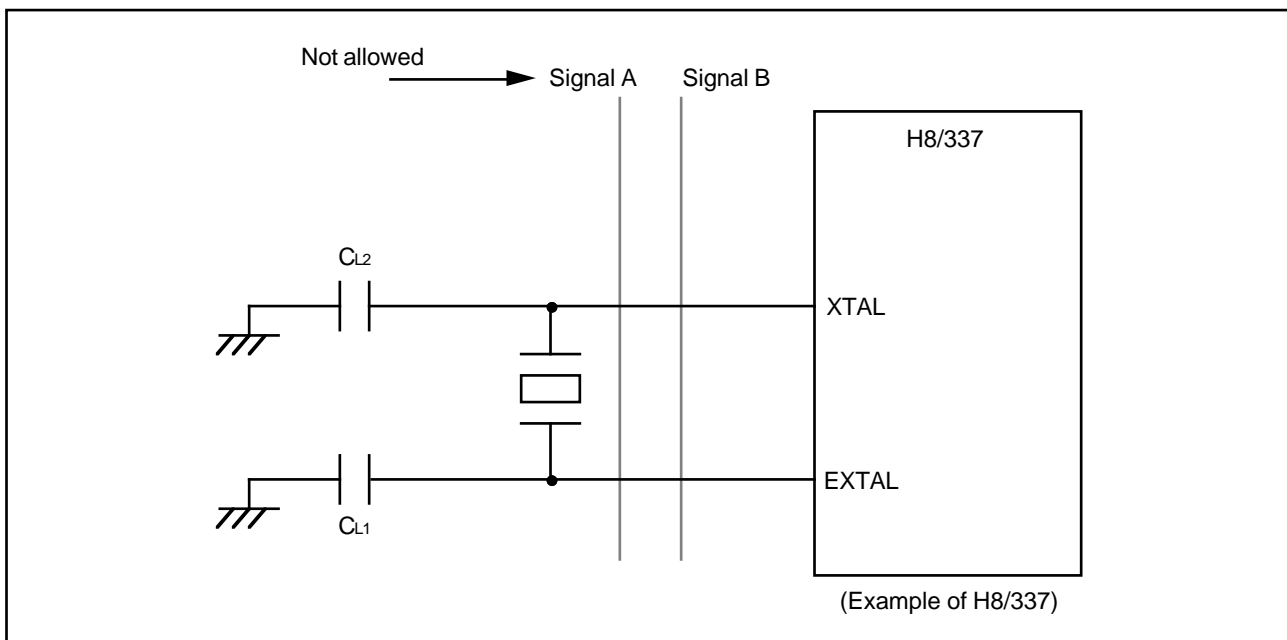 Not allowed
Signal A
Signal B
H8/337
CL2
XTAL
EXTAL
CL1
(Example of H8/337)